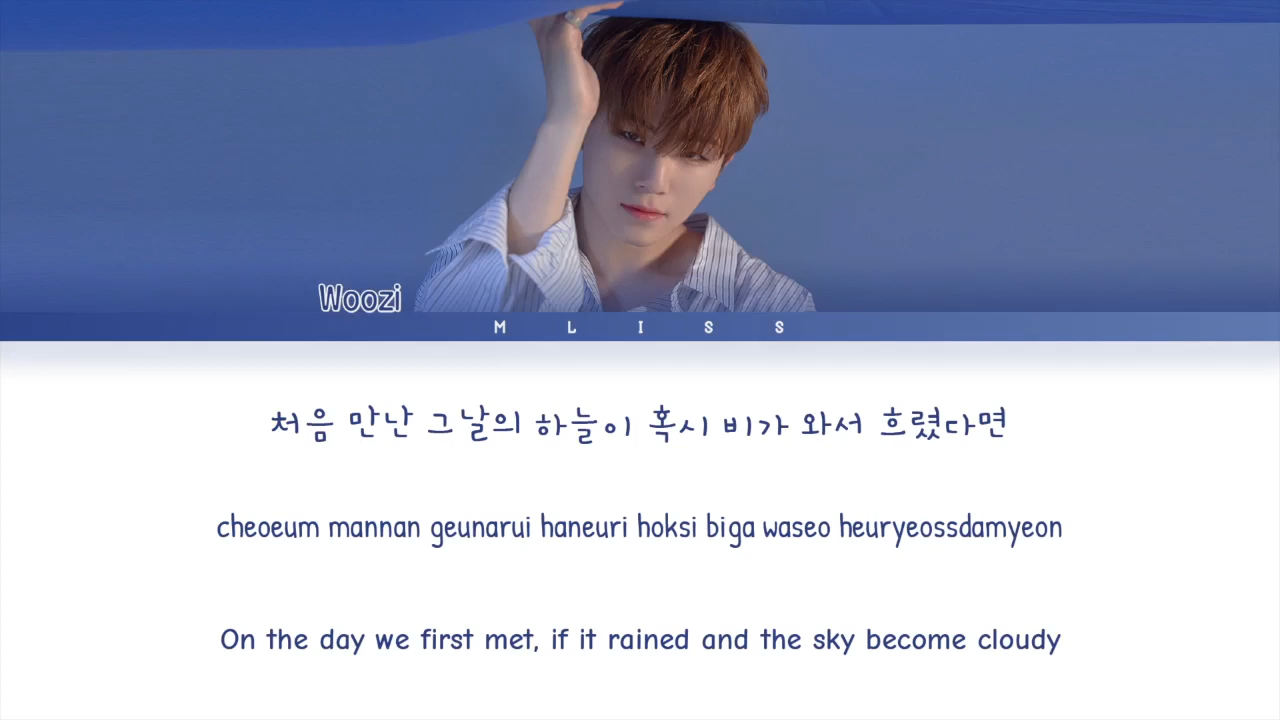 Woozi
M L I S S
처음 만난 그날의 하늘이 혹시 비가 와서 흐렸다면
cheoeum mannan geunarui haneuri hoksi biga waseo heuryeossdamyeon
On the day we first met, if it rained and the sky become cloudy